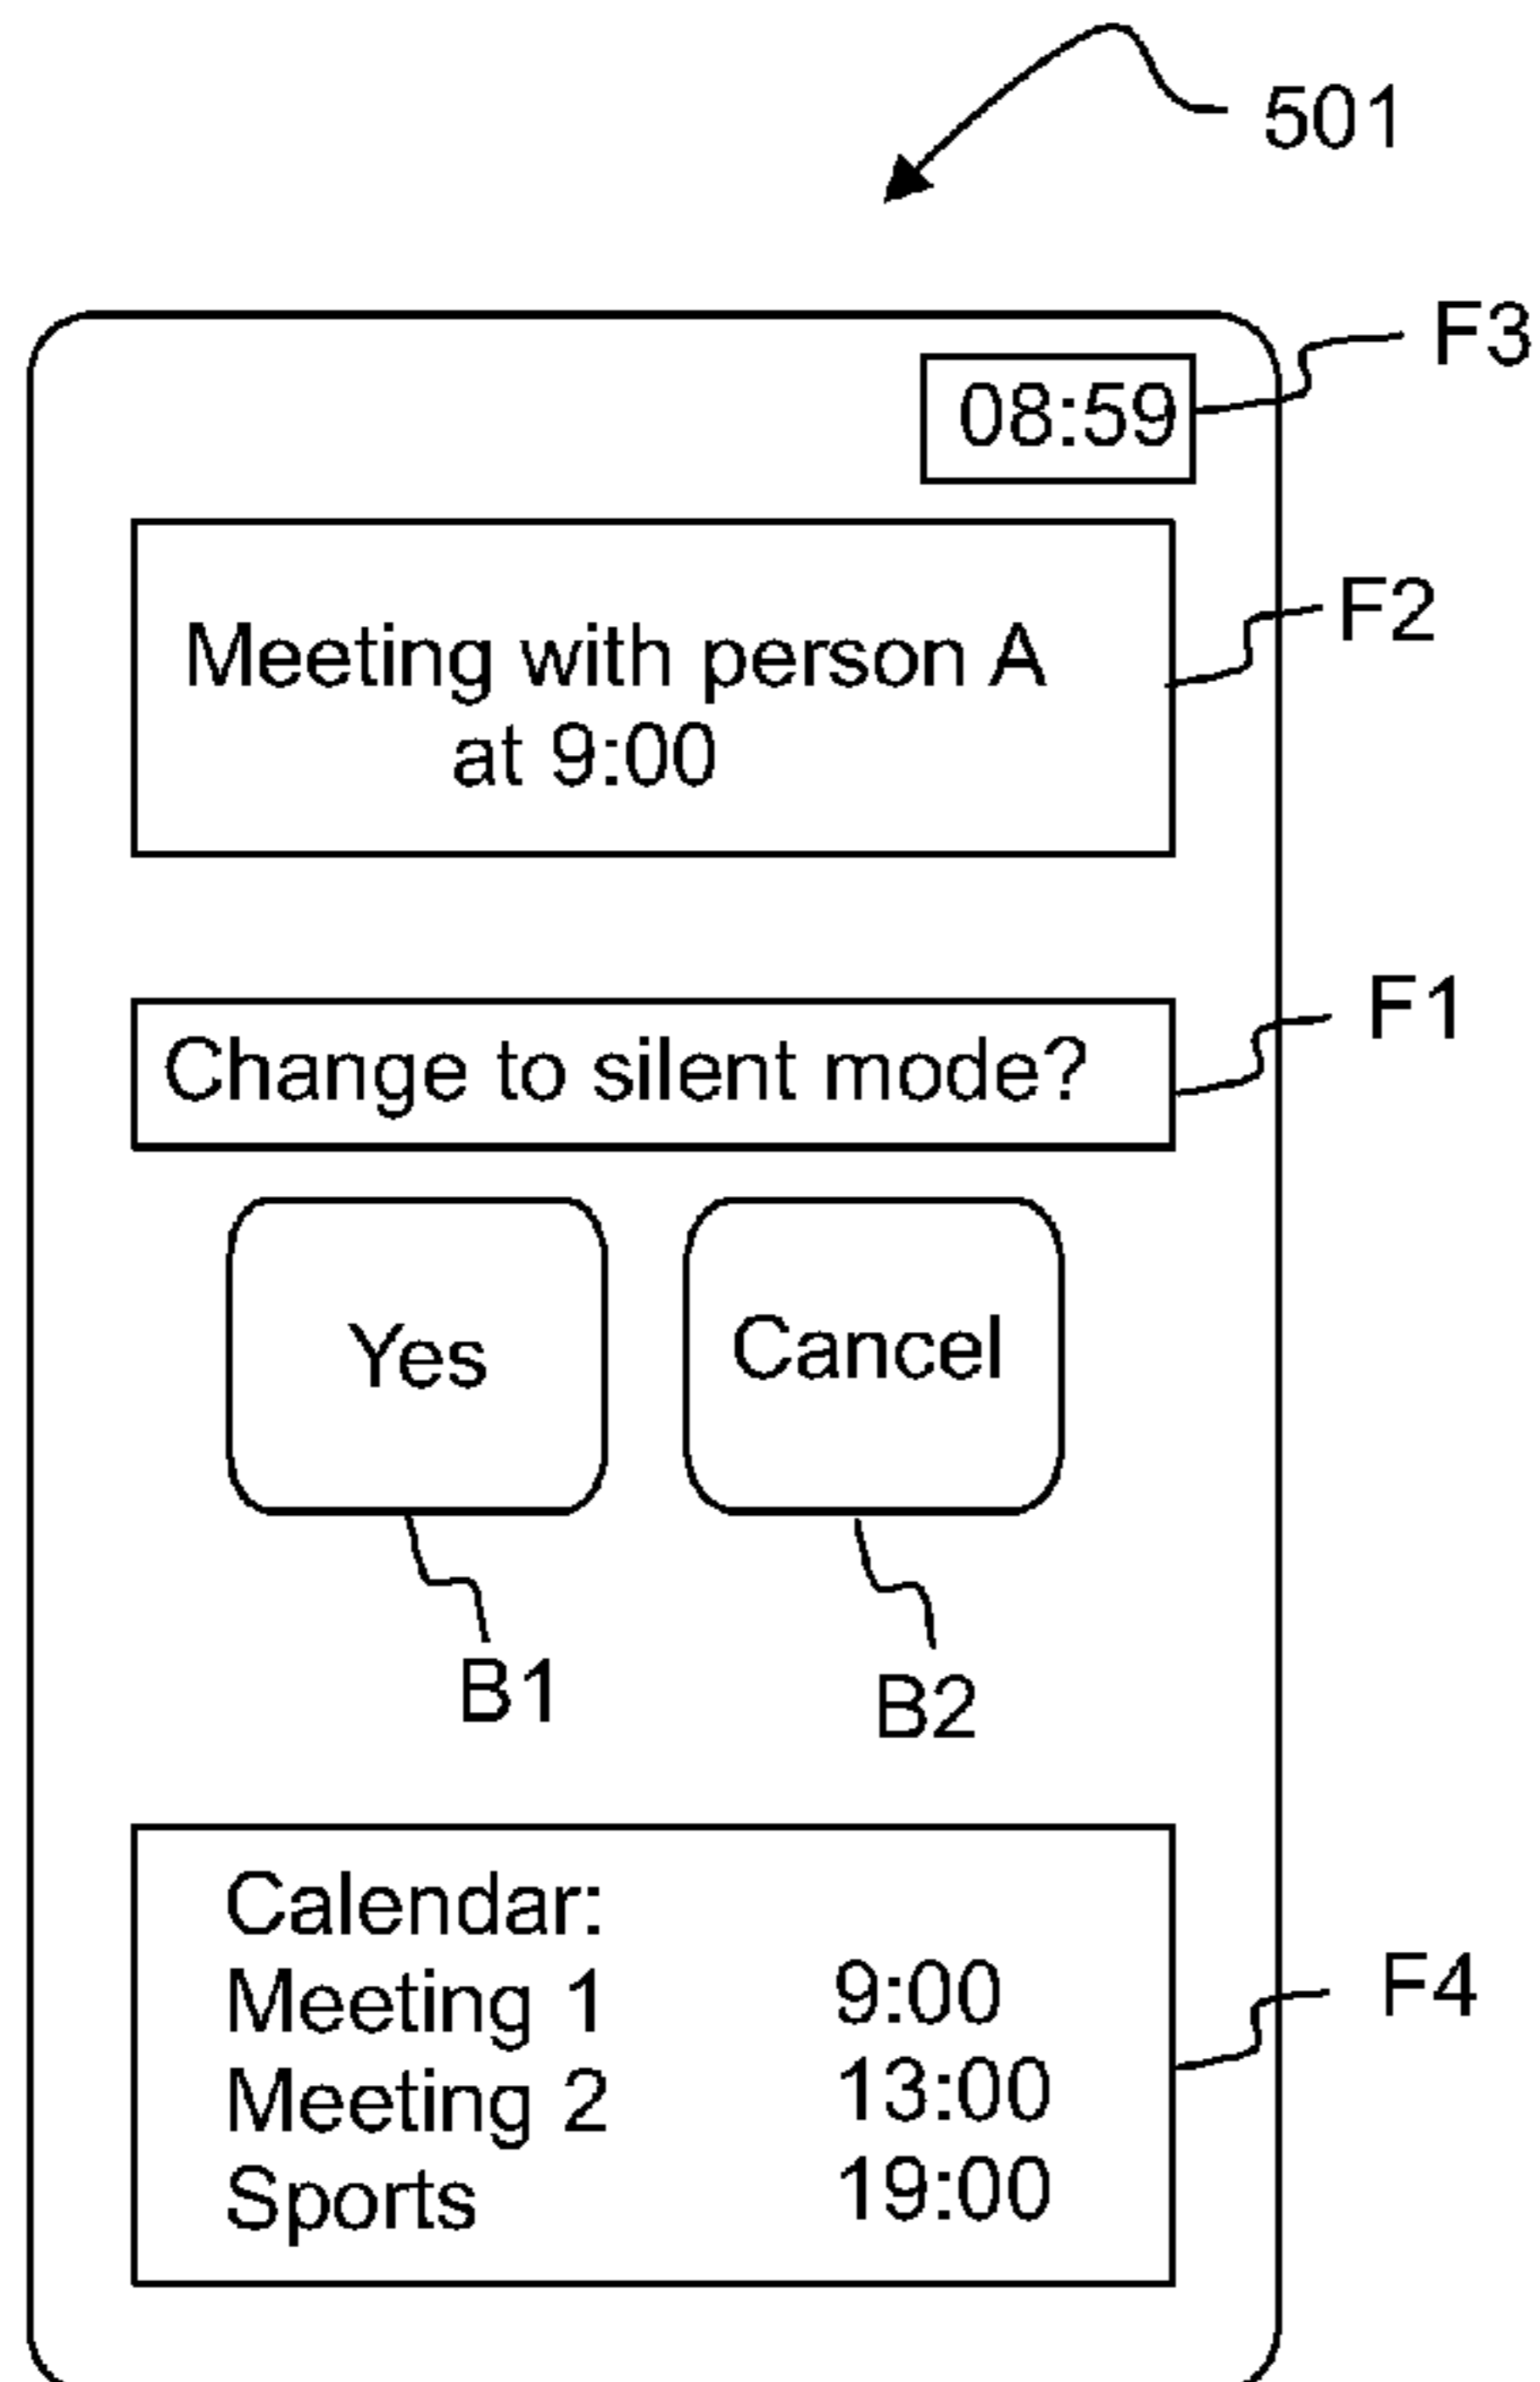 501
F3
08:59
F2
Meeting with person A
at 9:00
F1
Change to silent mode?
Yes
Cancel
B1
B2
Calendar:
Meeting 1 9:00
F4
Meeting 2 13:00
Sports 19:00